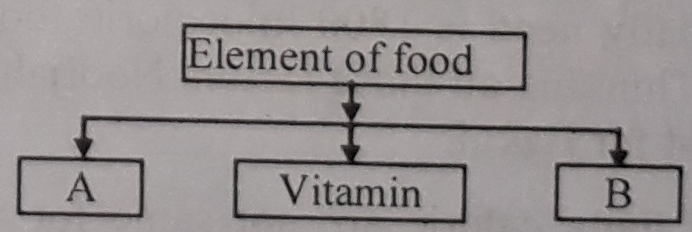 Element of food
A
Vitamin
B